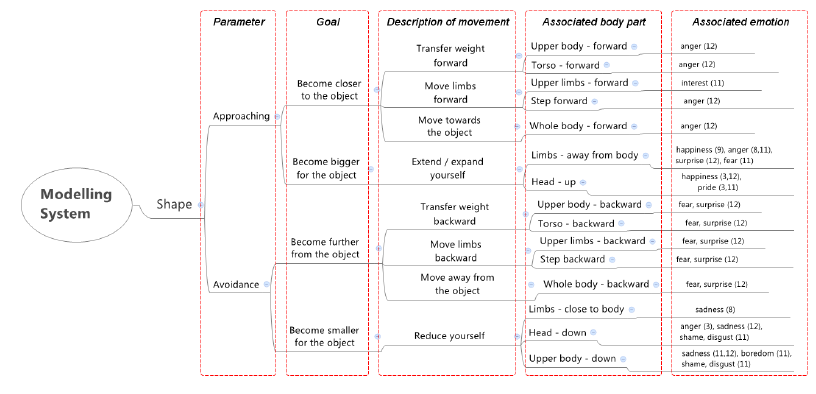 Parameter
Goal
Description of movement
Associated body part
Associated emotion
Modelling
System
Shape
Approaching
Become closer
to the object
Transfer weight
forward
Upper body - forward
anger (12)
Torso - forward
anger (12)
Move limbs
forward
Upper limbs - forward
interest (11)
Step forward
anger (12)
Move towards
the object
Whole body - forward
anger (12)
Become bigger
for the object
Extend / expand
yourself
Limbs - away from body
happiness (9), anger (8,11),
surprise (12), fear (11)
Head - up
happiness (3,12),
pride (3,11)
Avoidance
Become further
from the object
Transfer weight
backward
Upper body - backward
fear, surprise (12)
Torso - backward
fear, surprise (12)
Move limbs
backward
Upper limbs - backward
fear, surprise (12)
Step backward
fear, surprise (12)
Move away from
the object
Whole body - backward
fear, surprise (12)
Become smaller
for the object
Reduce yourself
Limbs - close to body
sadness (8)
Head - down
anger (3), sadness (12),
shame, disgust (11)
Upper body - down
sadness (11,12), boredom (11),
shame, disgust (11)